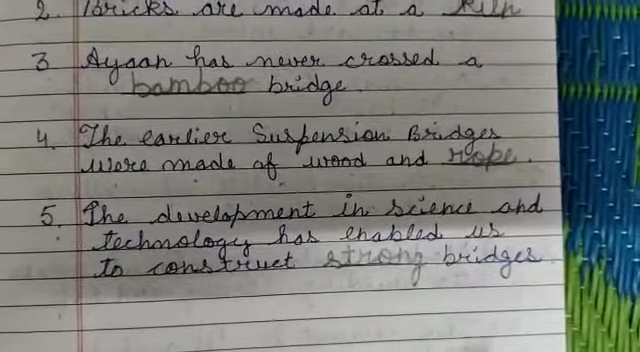 2. Bricks are made at a kiln
3 Ayaan has never crossed a
bamboo bridge.
4. The earlier Suspension Bridges
were made of wood and rope.
5. The development in science and
technology has enabled us
to construct strong bridges.